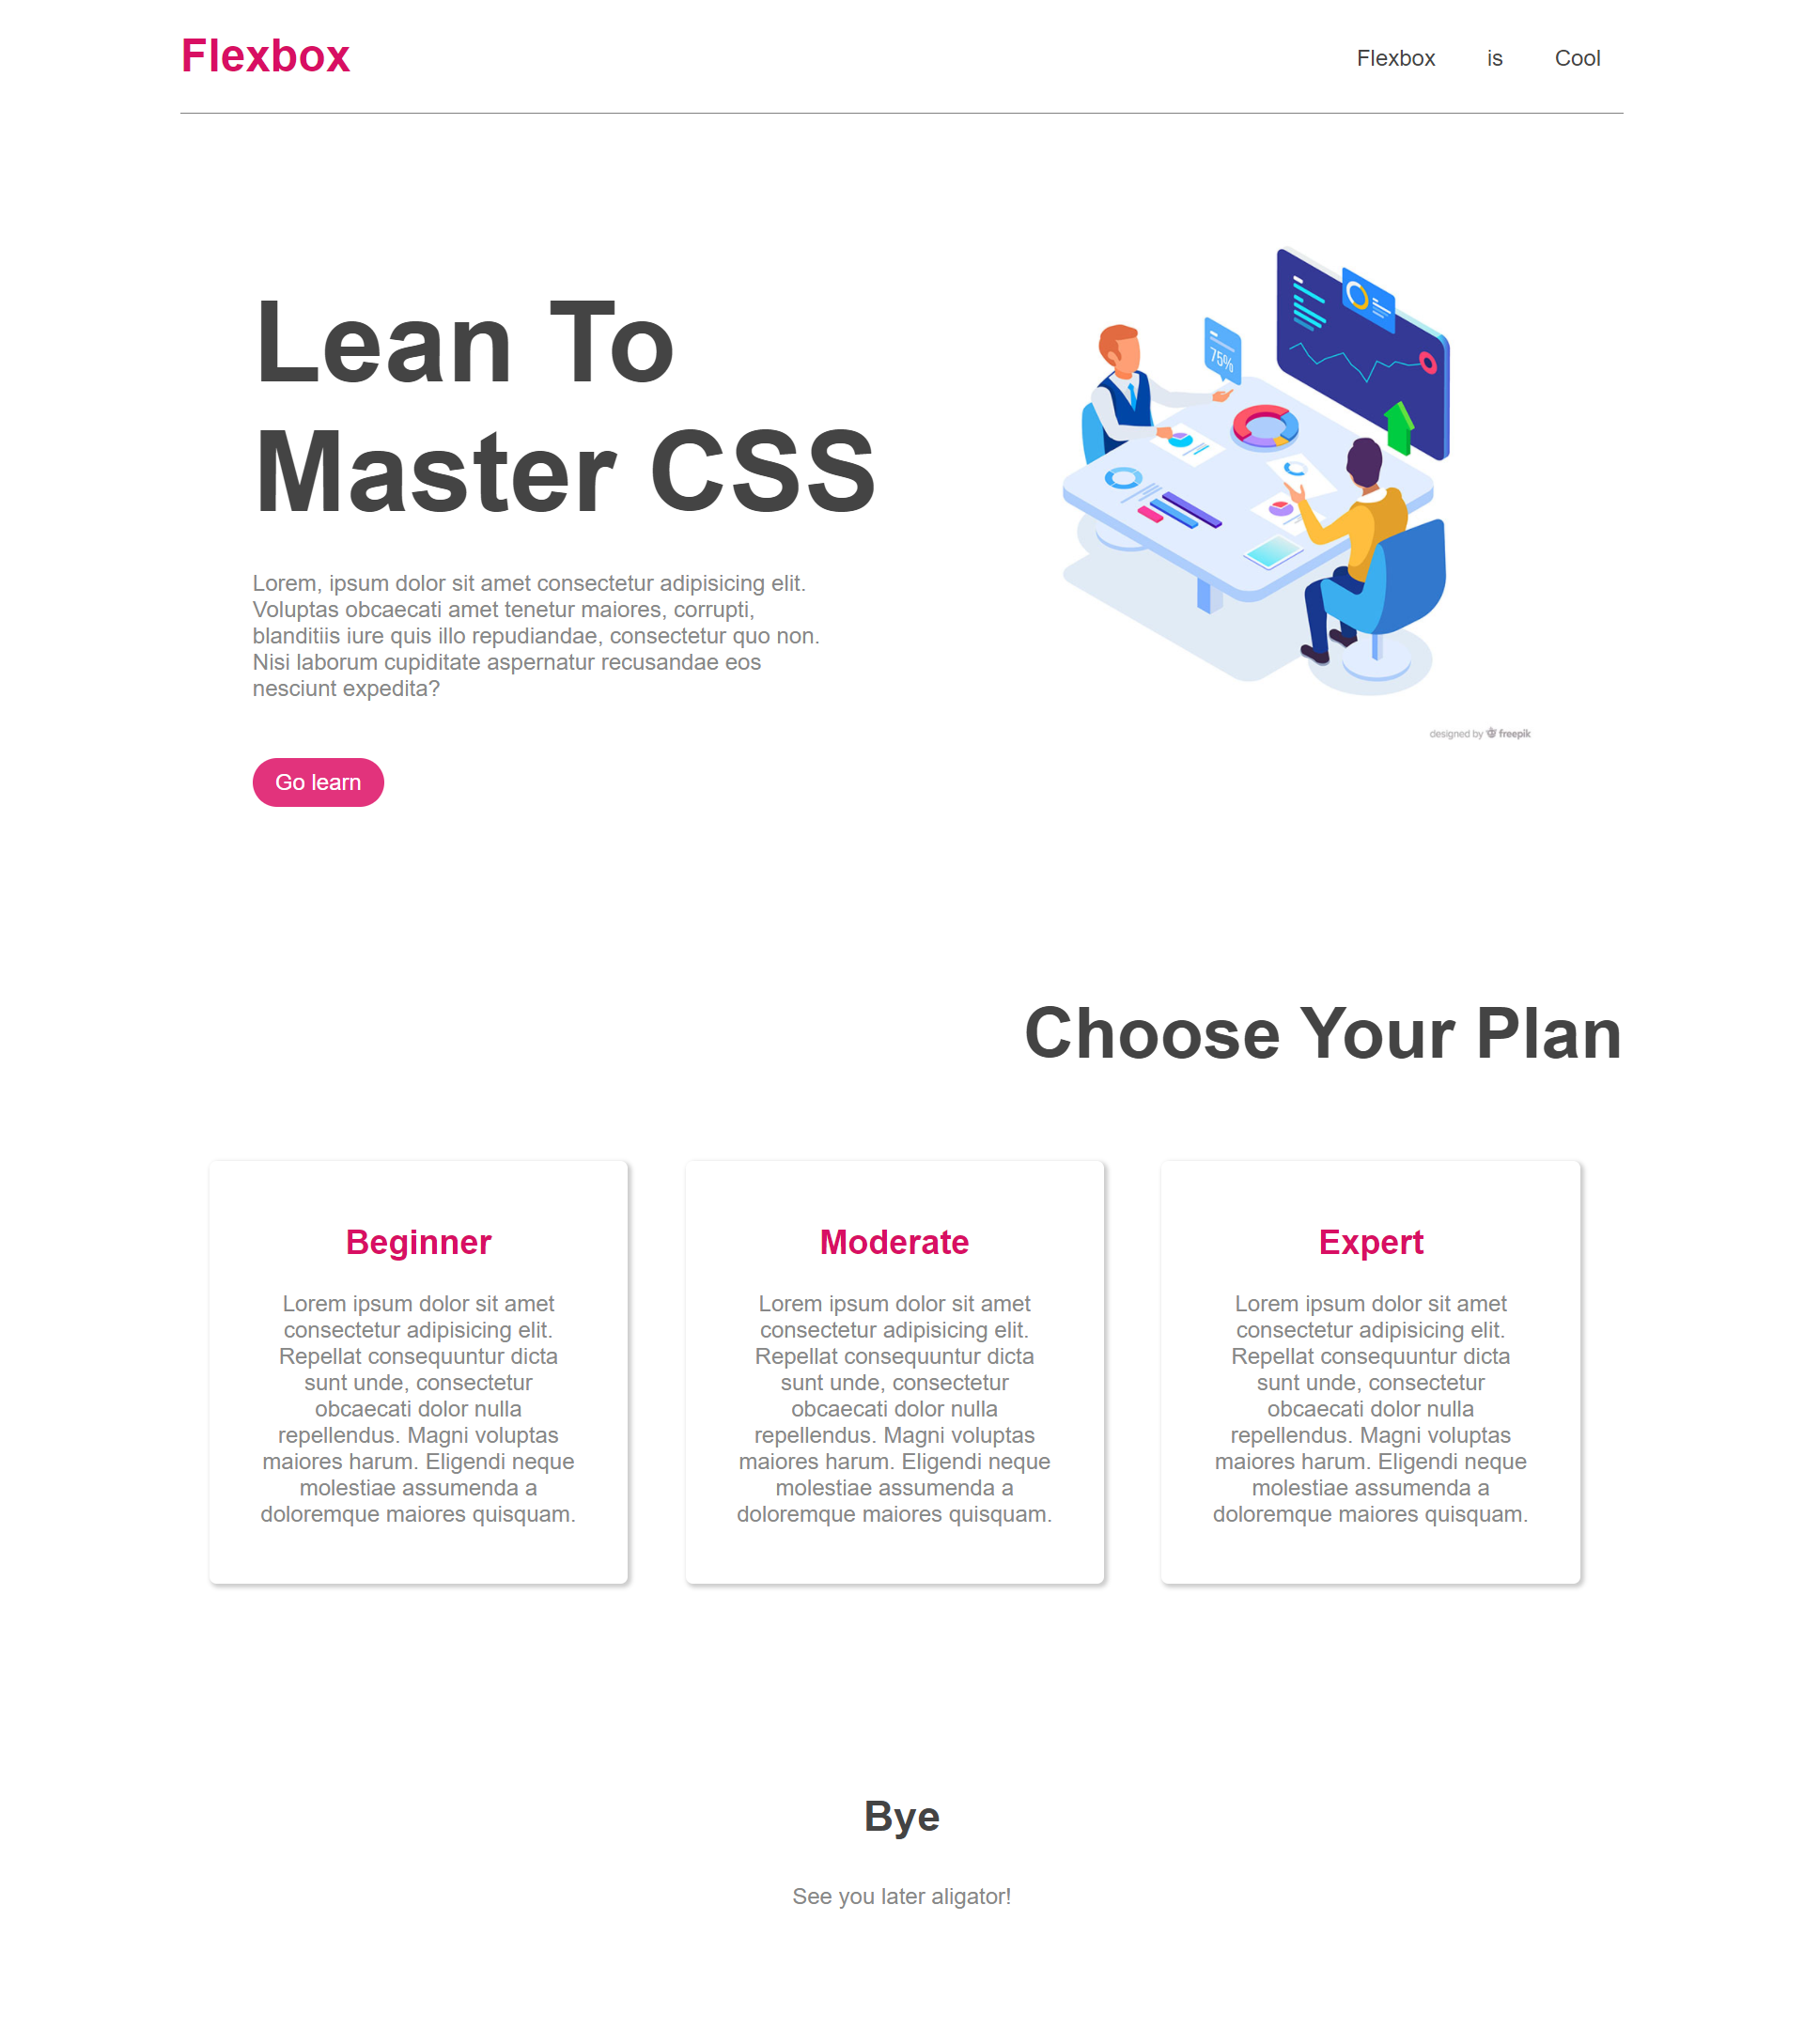 Flexbox
Flexbox is Cool
Lean To
Master CSS
Lorem, ipsum dolor sit amet consectetur adipisicing elit.
Voluptas obcaecati amet tenetur maiores, corrupti,
blanditiis iure quis illo repudiandae, consectetur quo non.
Nisi laborum cupiditate aspernatur recusandae eos
nesciunt expedita?
Go learn
75%
designed by freepik
Choose Your Plan
Beginner
Lorem ipsum dolor sit amet
consectetur adipisicing elit.
Repellat consequuntur dicta
sunt unde, consectetur
obcaecati dolor nulla
repellendus. Magni voluptas
maiores harum. Eligendi neque
molestiae assumenda a
doloremque maiores quisquam.
Moderate
Lorem ipsum dolor sit amet
consectetur adipisicing elit.
Repellat consequuntur dicta
sunt unde, consectetur
obcaecati dolor nulla
repellendus. Magni voluptas
maiores harum. Eligendi neque
molestiae assumenda a
doloremque maiores quisquam.
Expert
Lorem ipsum dolor sit amet
consectetur adipisicing elit.
Repellat consequuntur dicta
sunt unde, consectetur
obcaecati dolor nulla
repellendus. Magni voluptas
maiores harum. Eligendi neque
molestiae assumenda a
doloremque maiores quisquam.
Bye
See you later aligator!